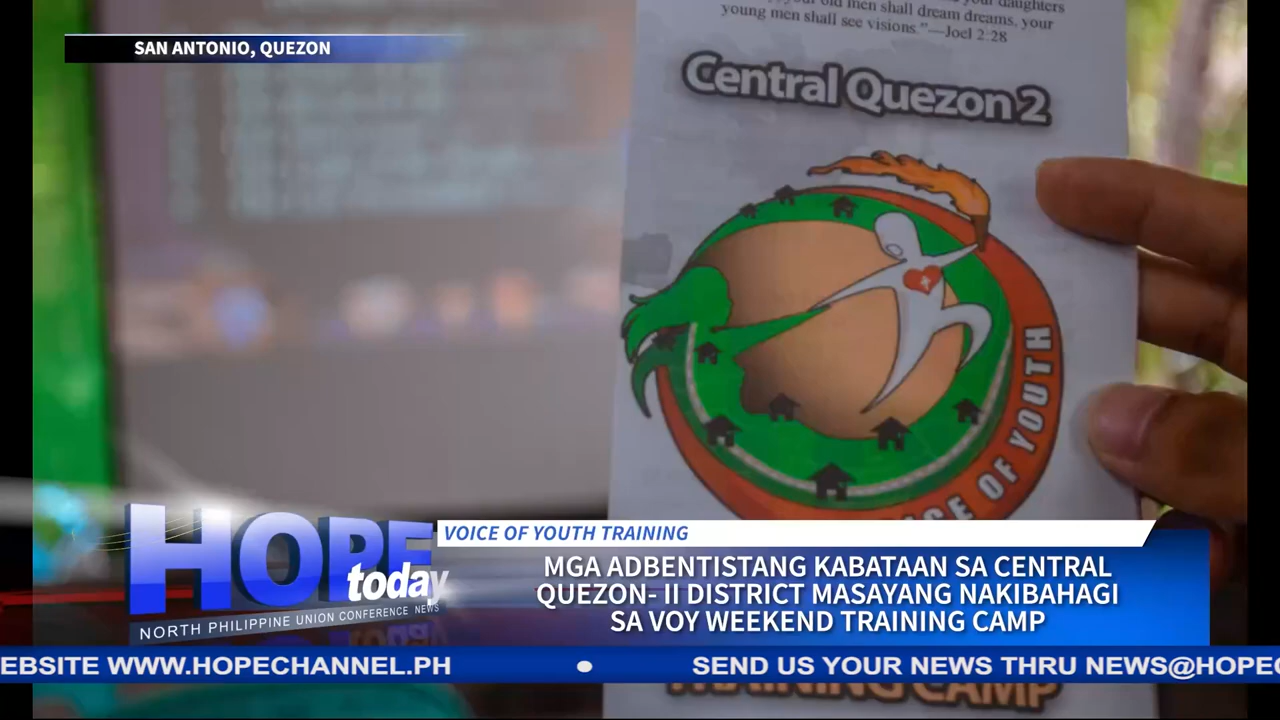 SAN ANTONIO, QUEZON
your old men shall dream dreams, your
young men shall see visions."—Joel 2:28
Central Quezon 2
OF YOUTH
HOPE
today
NORTH PHILIPPINE UNION CONFERENCE NEWS
VOICE OF YOUTH TRAINING
MGA ADBENTISTANG KABATAAN SA CENTRAL
QUEZON- II DISTRICT MASAYANG NAKIBAHAGI
SA VOY WEEKEND TRAINING CAMP
EBSITE WWW.HOPECHANNEL.PH • SEND US YOUR NEWS THRU NEWS@HOPEC
TRAINING CAMP